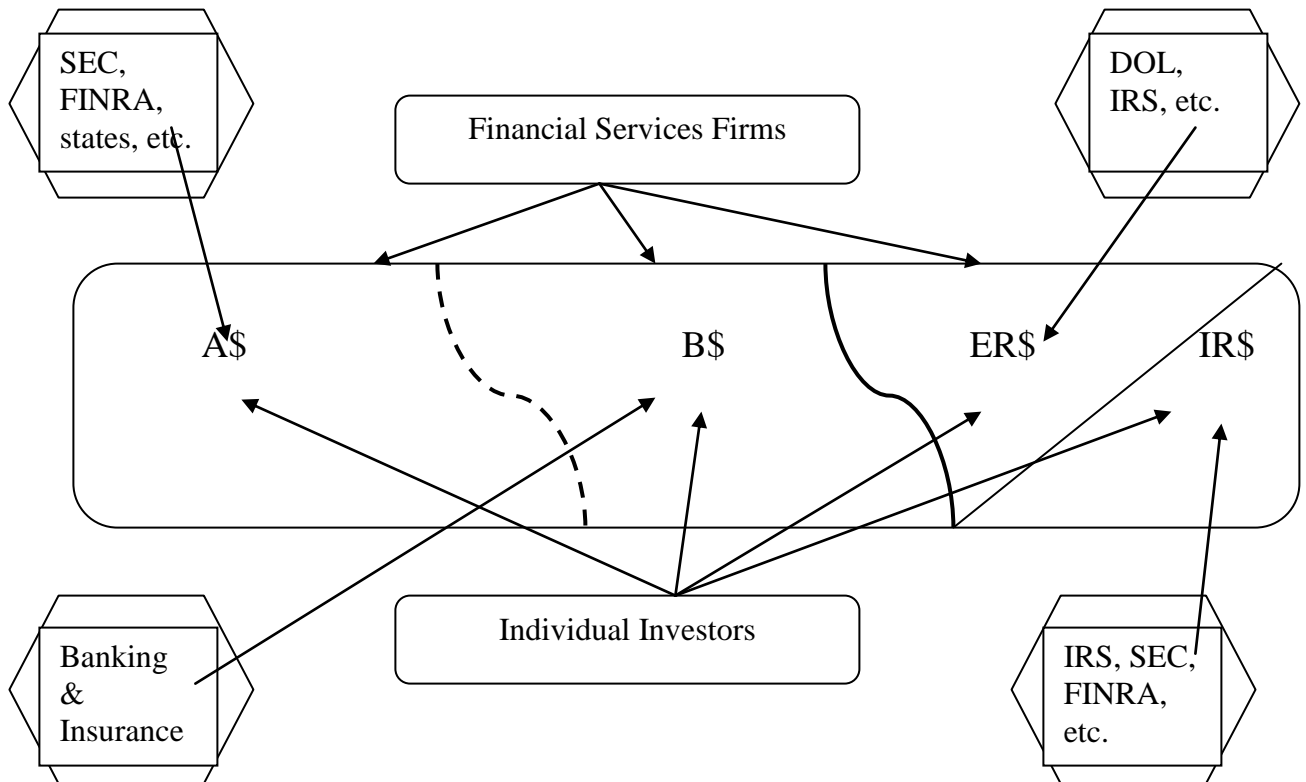 SEC,
FINRA,
states, etc.
Financial Services Firms
DOL,
IRS, etc.
A$
B$
ER$
IR$
Banking
&
Insurance
Individual Investors
IRS, SEC,
FINRA,
etc.